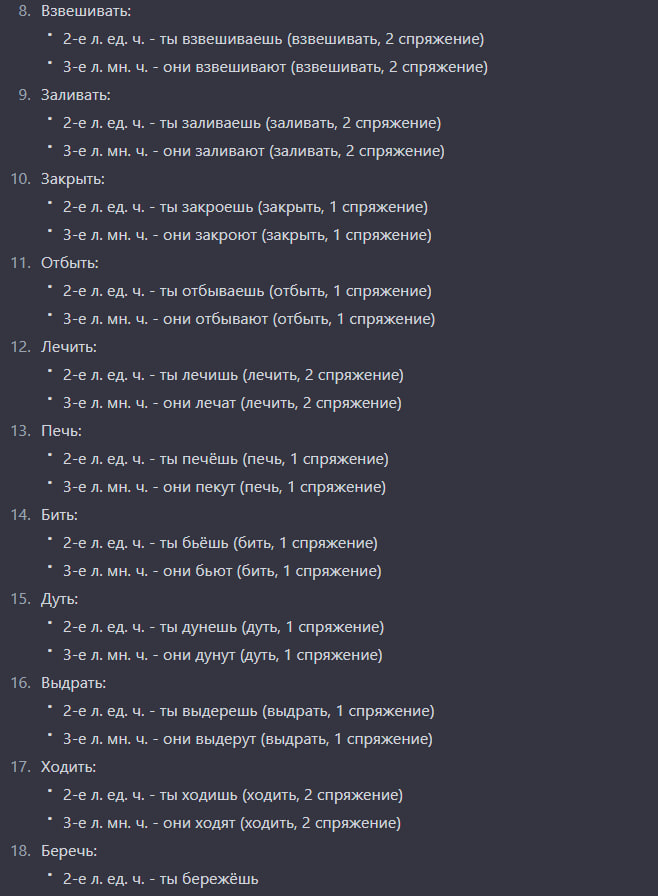 8. Взвешивать:
• 2-е л. ед. ч. - ты взвешиваешь (взвешивать, 2 спряжение)
• 3-е л. мн. ч. - они взвешивают (взвешивать, 2 спряжение)
9. Заливать:
• 2-е л. ед. ч. - ты заливаешь (заливать, 2 спряжение)
• 3-е л. мн. ч. - они заливают (заливать, 2 спряжение)
10. Закрыть:
• 2-е л. ед. ч. - ты закроешь (закрыть, 1 спряжение)
• 3-е л. мн. ч. - они закроют (закрыть, 1 спряжение)
11. Отбыть:
• 2-е л. ед. ч. - ты отбываешь (отбыть, 1 спряжение)
• 3-е л. мн. ч. - они отбывают (отбыть, 1 спряжение)
12. Лечить:
• 2-е л. ед. ч. - ты лечишь (лечить, 2 спряжение)
• 3-е л. мн. ч. - они лечат (лечить, 2 спряжение)
13. Печь:
• 2-е л. ед. ч. - ты печёшь (печь, 1 спряжение)
• 3-е л. мн. ч. - они пекут (печь, 1 спряжение)
14. Бить:
• 2-е л. ед. ч. - ты бьёшь (бить, 1 спряжение)
• 3-е л. мн. ч. - они бьют (бить, 1 спряжение)
15. Дуть:
• 2-е л. ед. ч. - ты дунешь (дуть, 1 спряжение)
• 3-е л. мн. ч. - они дунут (дуть, 1 спряжение)
16. Выдрать:
• 2-е л. ед. ч. - ты выдерешь (выдрать, 1 спряжение)
• 3-е л. мн. ч. - они выдерут (выдрать, 1 спряжение)
17. Ходить:
• 2-е л. ед. ч. - ты ходишь (ходить, 2 спряжение)
• 3-е л. мн. ч. - они ходят (ходить, 2 спряжение)
18. Беречь:
• 2-е л. ед. ч. - ты бережёшь